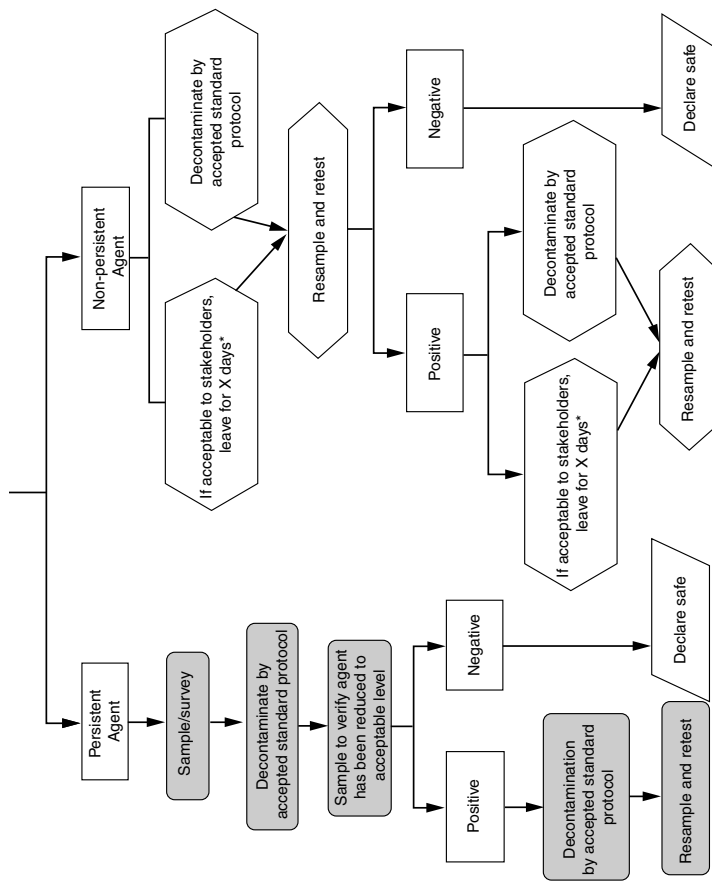 Persistent
Agent
Sample/survey
Decontaminate by
accepted standard protocol
Sample to verify agent
has been reduced to
acceptable level
Positive
Negative
Decontamination
by accepted standard
protocol
Resample and retest
Declare safe
Non-persistent
Agent
If acceptable to stakeholders,
leave for X days*
Decontaminate by
accepted standard
protocol
Resample and retest
Positive
Negative
If acceptable to stakeholders,
leave for X days*
Decontaminate by
accepted standard
protocol
Resample and retest
Declare safe